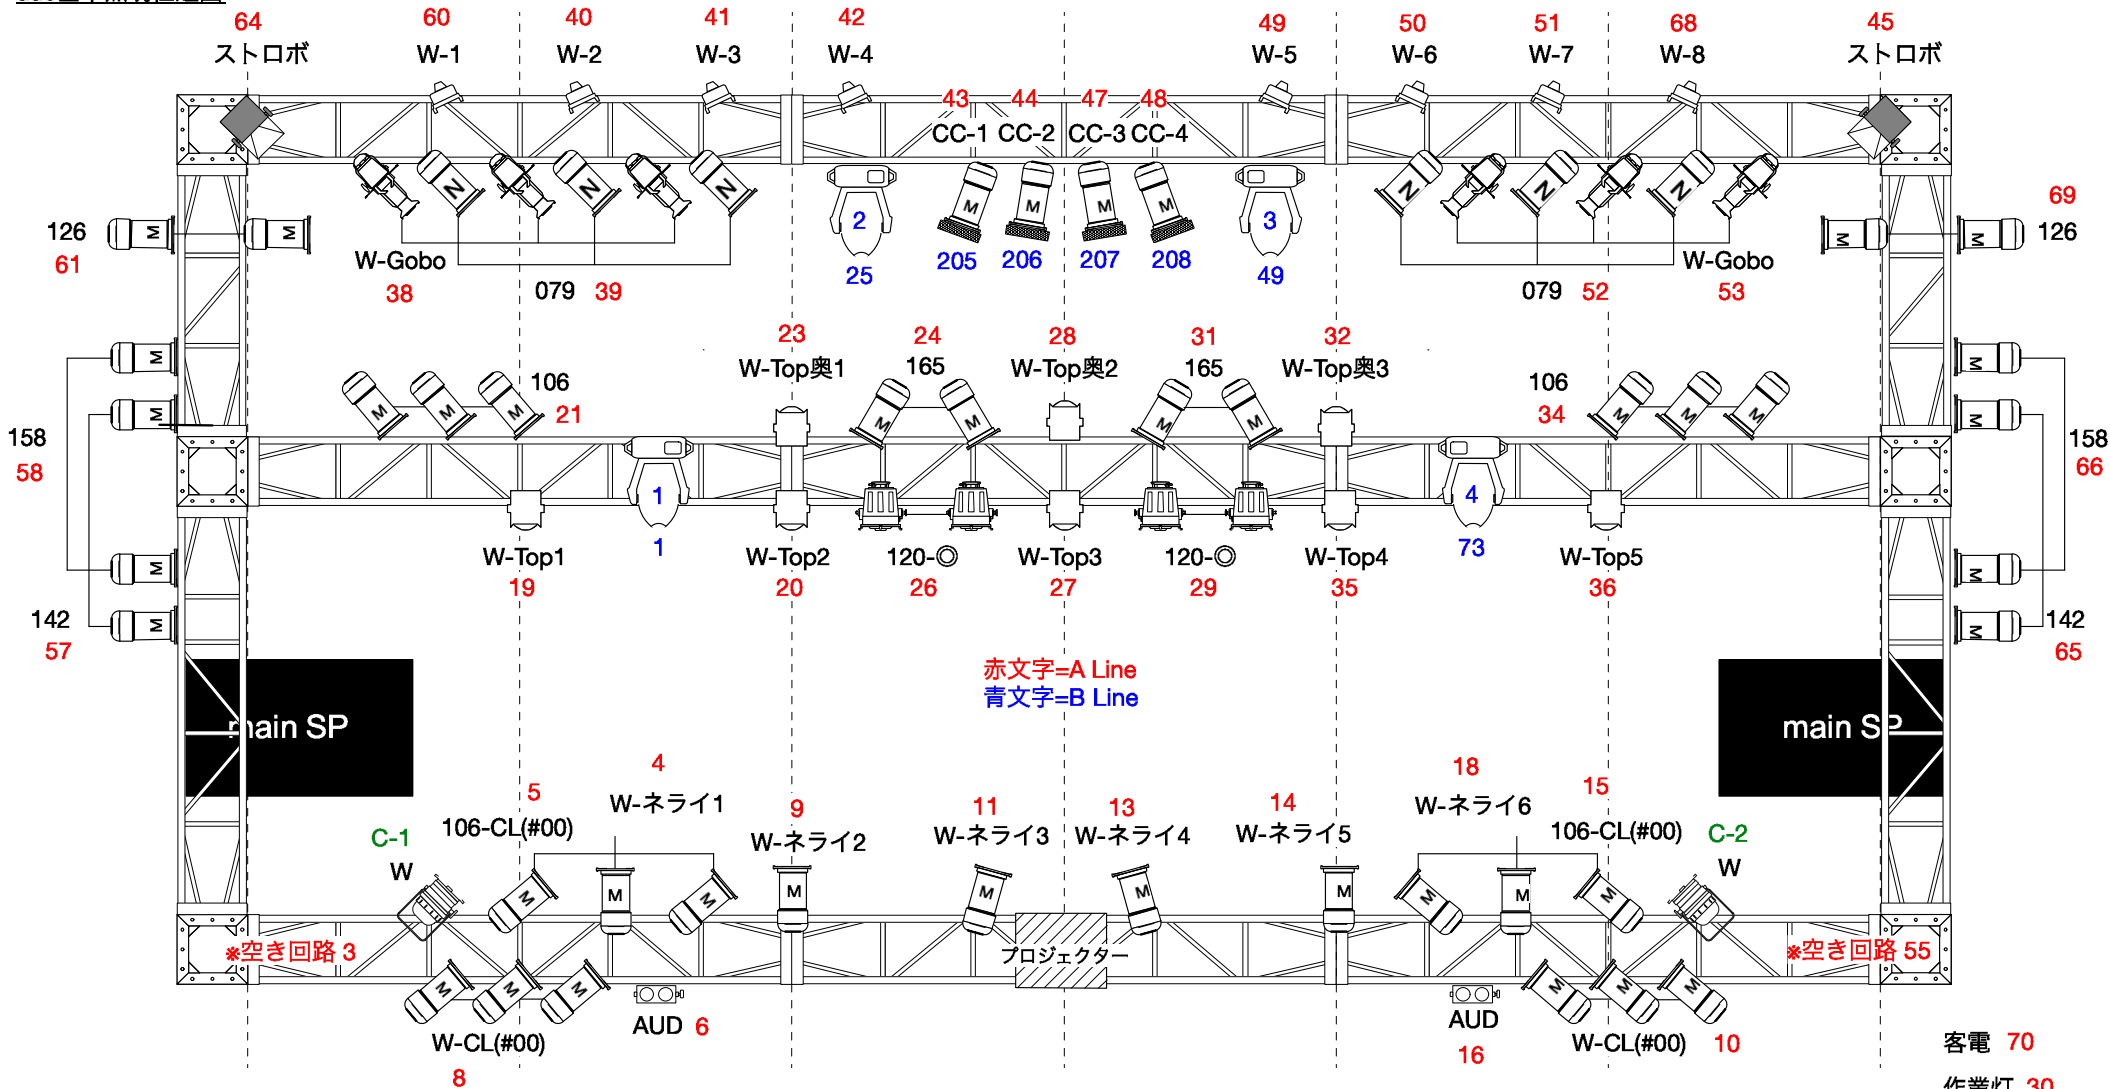 64 60 40 41 42 49 50 51 68 45
ストロボ W-1 W-2 W-3 W-4 W-5 W-6 W-7 W-8 ストロボ
43 44 47 48
CC-1 CC-2 CC-3 CC-4
N N N N N N
69
126 M M 2 M M M M 3 M M 126
61
W-Gobo 25 205 206 207 208 49 W-Gobo
38 079 39 079 52 53
23 24 28 31 32
W-Top奥1 165 W-Top奥2 165 W-Top奥3
M M
106 106
21 34
M M M M M M M M M M
M M
158 158
58 66
1 4
W-Top1 1 W-Top2 120- W-Top3 120- W-Top4 73 W-Top5
19 20 26 27 29 35 36
M M
142 M M 142
57 65
赤文字=A Line
青文字=B Line
main SP main SP
4 18
5 15
W-ネライ1 9 11 13 14 W-ネライ6
C-1 106-CL(#00) W-ネライ2 W-ネライ3 W-ネライ4 W-ネライ5 106-CL(#00) C-2
W W
M M M M M M M M M M
※空き回路 3 プロジェクター ※空き回路 55
M M M M M M
AUD 6 AUD
W-CL(#00) 16 W-CL(#00) 10
8
客電 70
作業灯 30